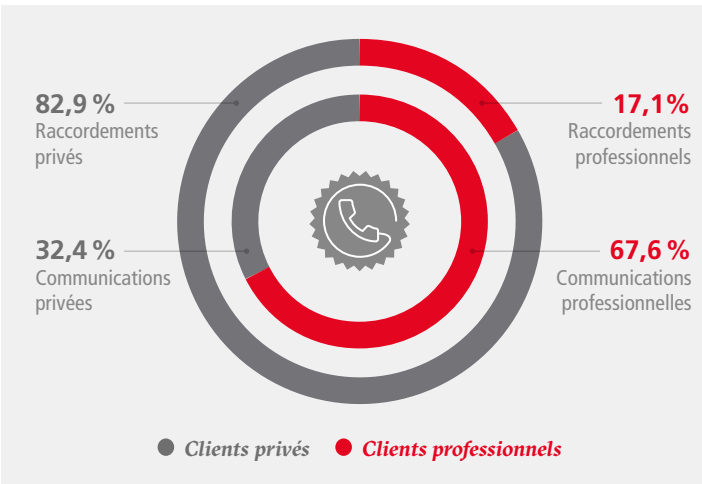 82,9 %
Raccordements
privés
17,1%
Raccordements
professionnels
32,4 %
Communications
privées
67,6 %
Communications
professionnelles
Clients privés
Clients professionnels